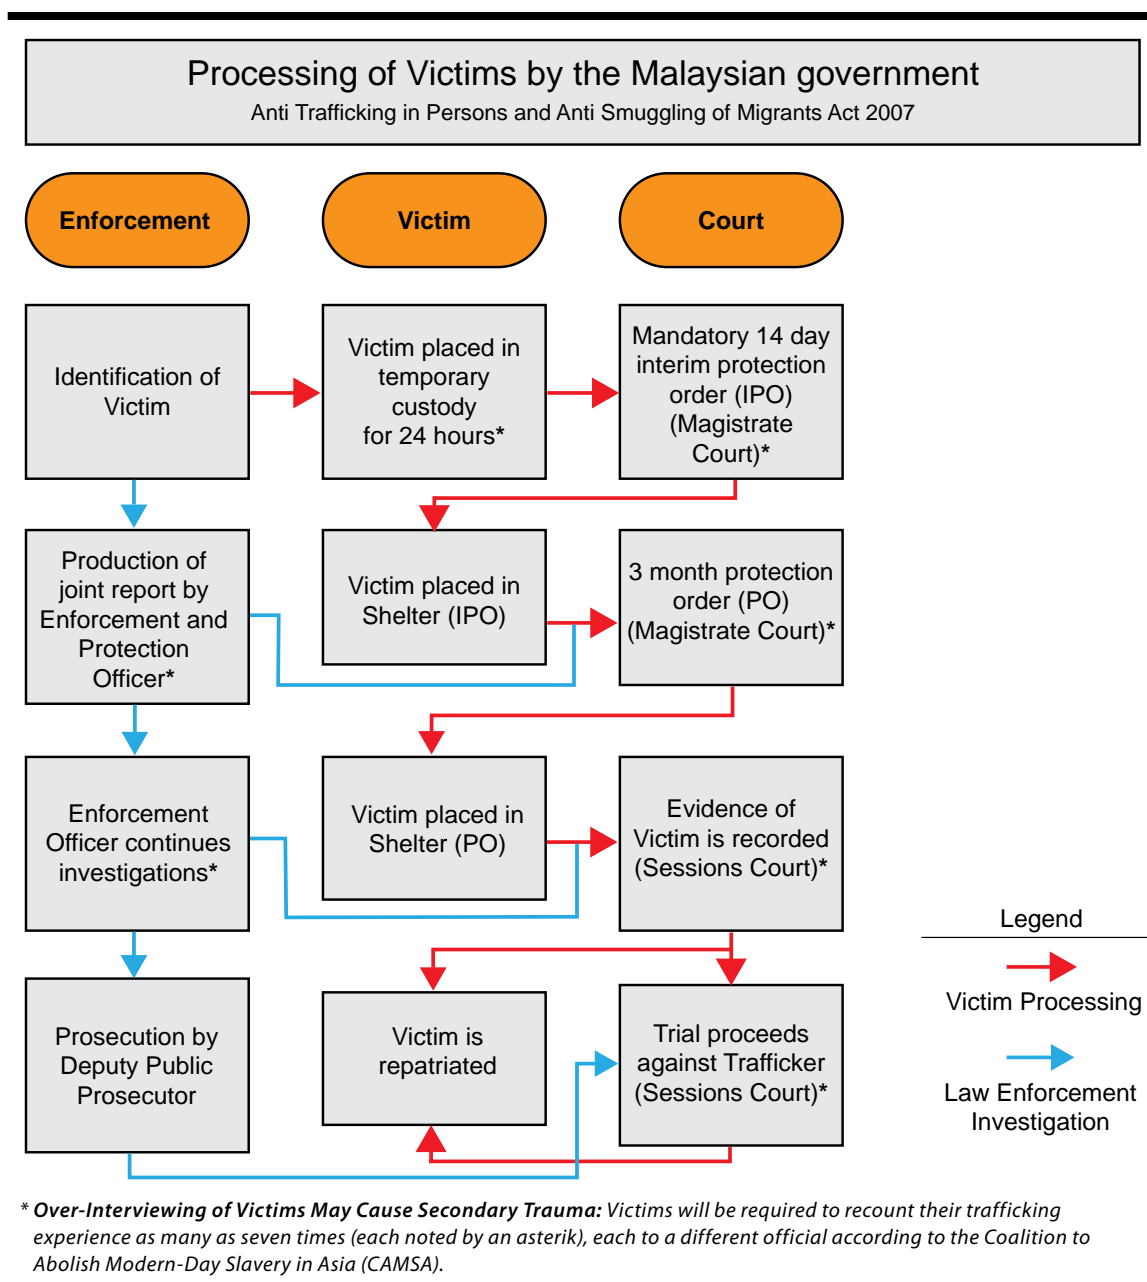 Processing of Victims by the Malaysian government
Anti Trafficking in Persons and Anti Smuggling of Migrants Act 2007
Enforcement
Victim
Court
Identification of
Victim
Victim placed in
temporary
custody
for 24 hours*
Mandatory 14 day
interim protection
order (IPO)
(Magistrate
Court)*
Production of
joint report by
Enforcement and
Protection
Officer*
Victim placed in
Shelter (IPO)
3 month protection
order (PO)
(Magistrate Court)*
Enforcement
Officer continues
investigations*
Victim placed in
Shelter (PO)
Evidence of
Victim is recorded
(Sessions Court)*
Prosecution by
Deputy Public
Prosecutor
Victim is
repatriated
Trial proceeds
against Trafficker
(Sessions Court)*
Legend
Victim Processing
Law Enforcement
Investigation
* Over-Interviewing of Victims May Cause Secondary Trauma: Victims will be required to recount their trafficking
experience as many as seven times (each noted by an asterik), each to a different official according to the Coalition to
Abolish Modern-Day Slavery in Asia (CAMSA).